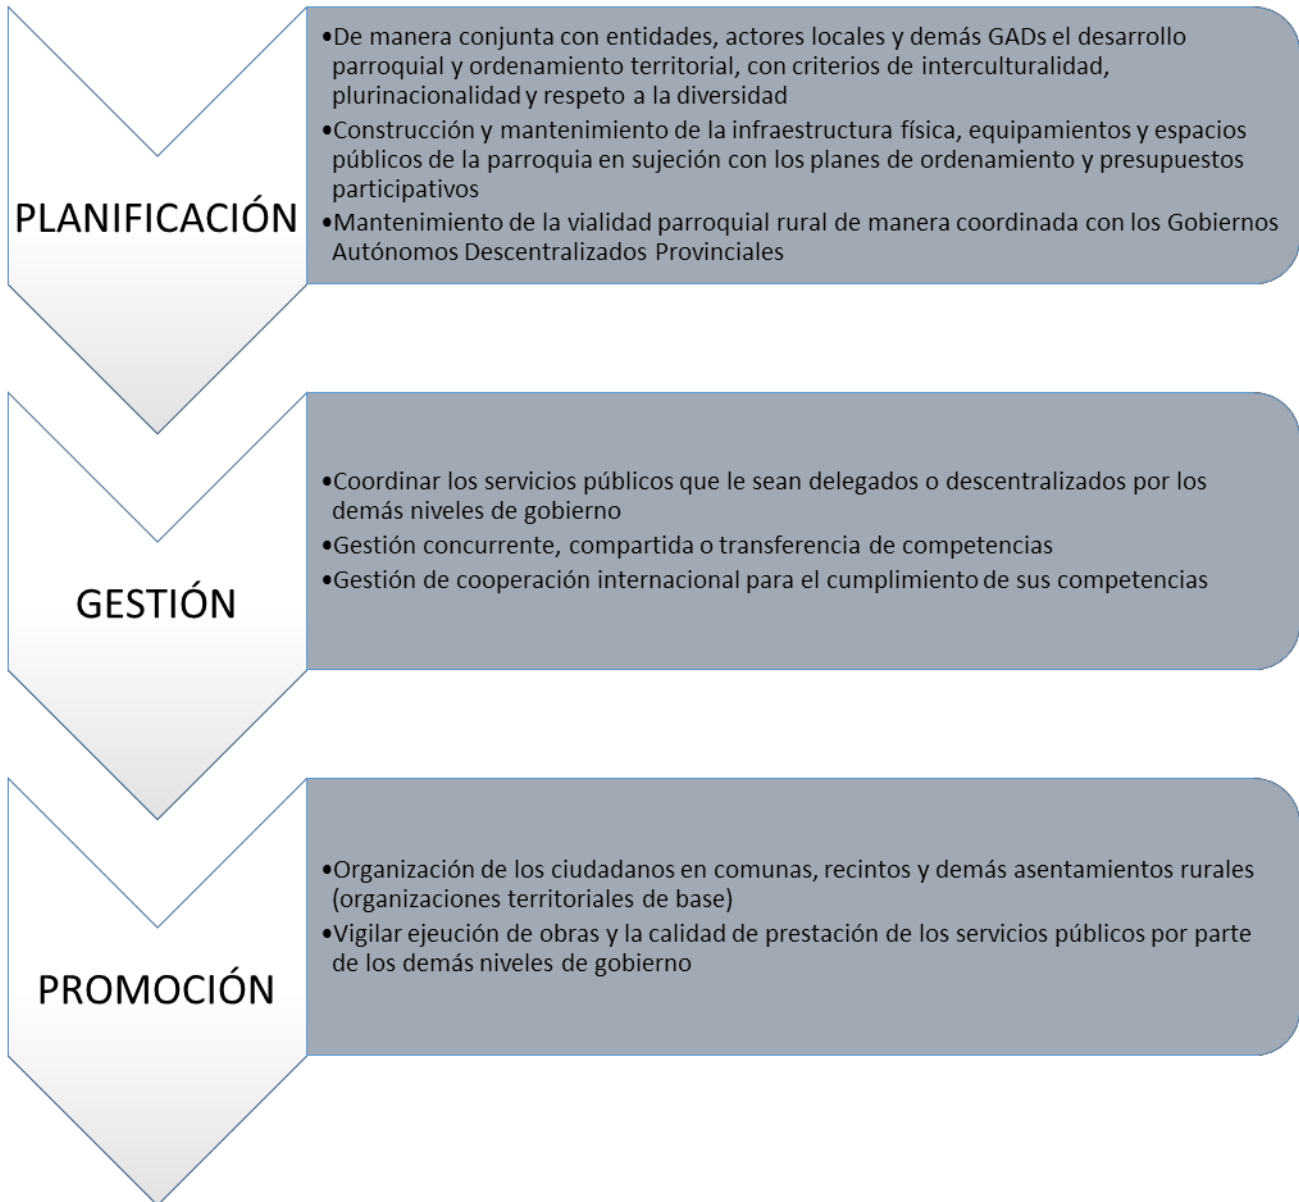 PLANIFICACIÓN
•De manera conjunta con entidades, actores locales y demás GADs el desarrollo
parroquial y ordenamiento territorial, con criterios de interculturalidad,
plurinacionalidad y respeto a la diversidad
•Construcción y mantenimiento de la infraestructura física, equipamientos y espacios
públicos de la parroquia en sujeción con los planes de ordenamiento y presupuestos
participativos
•Mantenimiento de la vialidad parroquial rural de manera coordinada con los Gobiernos
Autónomos Descentralizados Provinciales
GESTIÓN
•Coordinar los servicios públicos que le sean delegados o descentralizados por los
demás niveles de gobierno
•Gestión concurrente, compartida o transferencia de competencias
•Gestión de cooperación internacional para el cumplimiento de sus competencias
PROMOCIÓN
•Organización de los ciudadanos en comunas, recintos y demás asentamientos rurales
(organizaciones territoriales de base)
•Vigilar ejeución de obras y la calidad de prestación de los servicios públicos por parte
de los demás niveles de gobierno